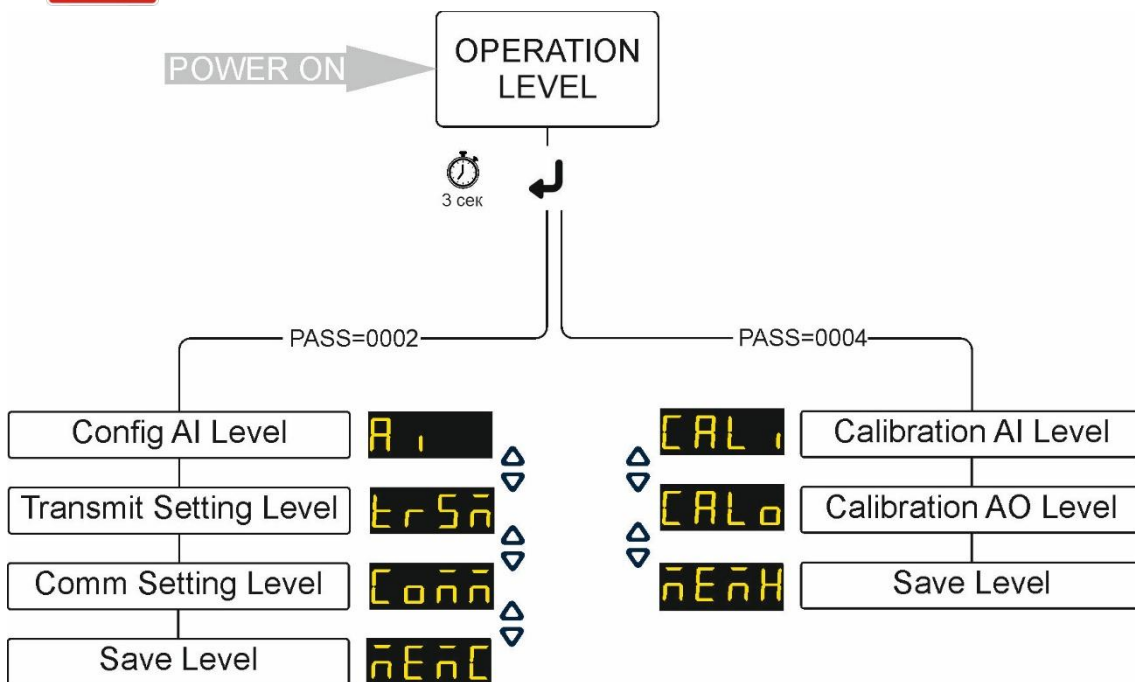 POWER ON
OPERATION
LEVEL
3 сек
PASS=0002
PASS=0004
Config AI Level
Ai
CALi
Calibration AI Level
Transmit Setting Level
trSm
CALo
Calibration AO Level
Comm Setting Level
Comm
mEmH
Save Level
Save Level
mEmC